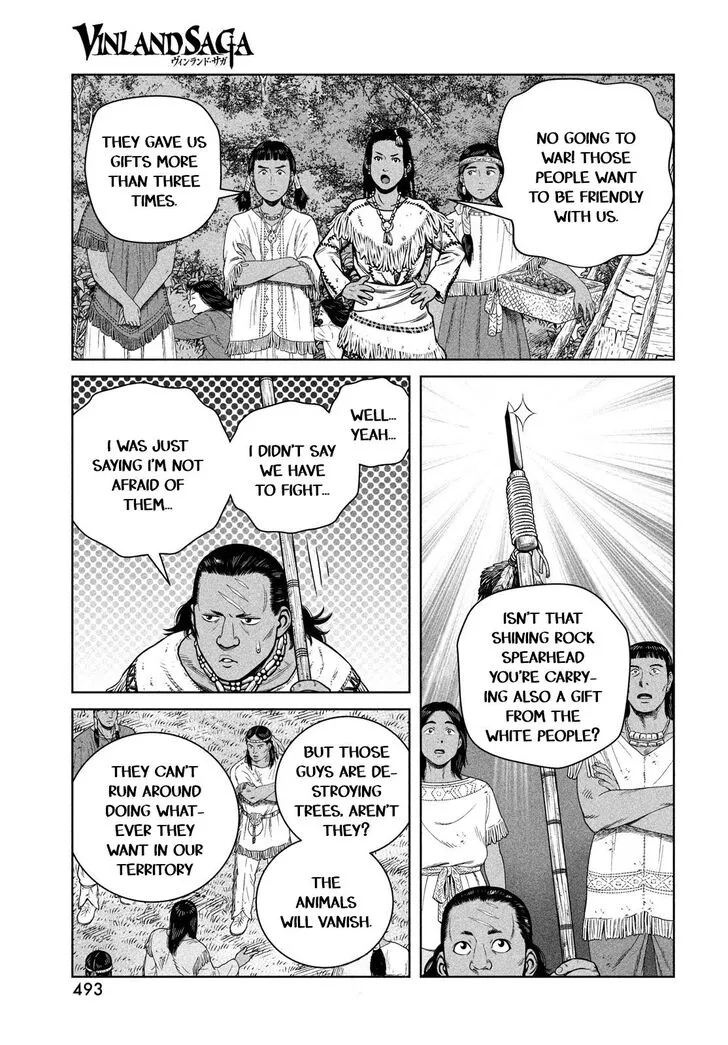 VINLAND SAGA
ヴィンランド・サガ
NO GOING TO
WAR! THOSE
PEOPLE WANT
TO BE FRIENDLY
WITH US.
THEY GAVE US
GIFTS MORE
THAN THREE
TIMES.
ISN'T THAT
SHINING ROCK
SPEARHEAD
YOU'RE CARRY-
ING ALSO A GIFT
FROM THE
WHITE PEOPLE?
WELL...
YEAH...
I DIDN'T SAY
WE HAVE
TO FIGHT...
I WAS JUST
SAYING I'M NOT
AFRAID OF
THEM...
BUT THOSE
GUYS ARE DE-
STROYING
TREES, AREN'T
THEY?
THE
ANIMALS
WILL VANISH.
THEY CAN'T
RUN AROUND
DOING WHAT-
EVER THEY
WANT IN OUR
TERRITORY
493